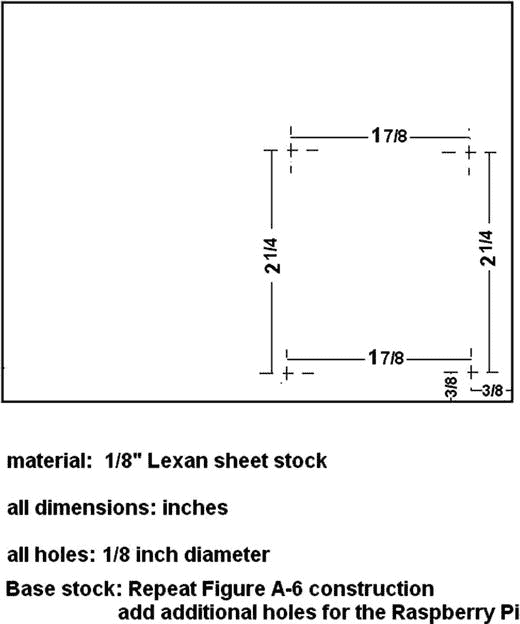 1 7/8
2 1/4
2 1/4
1 7/8
3/8
3/8
material: 1/8" Lexan sheet stock
all dimensions: inches
all holes: 1/8 inch diameter
Base stock: Repeat Figure A-6 construction
add additional holes for the Raspberry Pi